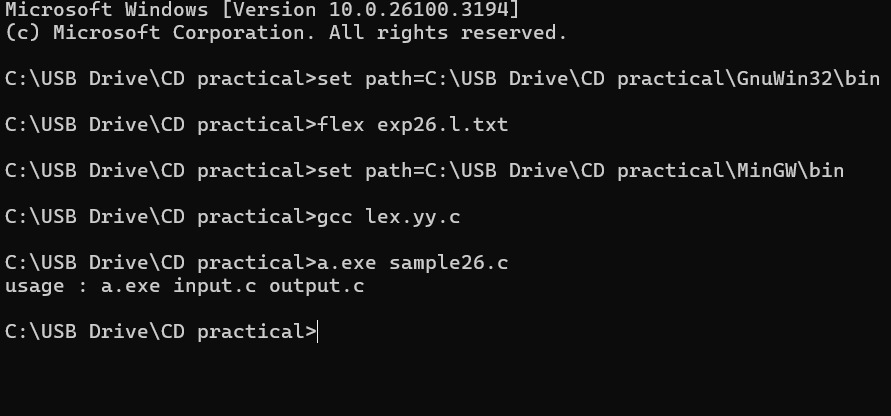 Microsoft Windows [Version 10.0.26100.3194]
(c) Microsoft Corporation. All rights reserved.
C:\USB Drive\CD practical>set path=C:\USB Drive\CD practical\GnuWin32\bin
C:\USB Drive\CD practical>flex exp26.l.txt
C:\USB Drive\CD practical>set path=C:\USB Drive\CD practical\MinGW\bin
C:\USB Drive\CD practical>gcc lex.yy.c
C:\USB Drive\CD practical>a.exe sample26.c
usage : a.exe input.c output.c
C:\USB Drive\CD practical>